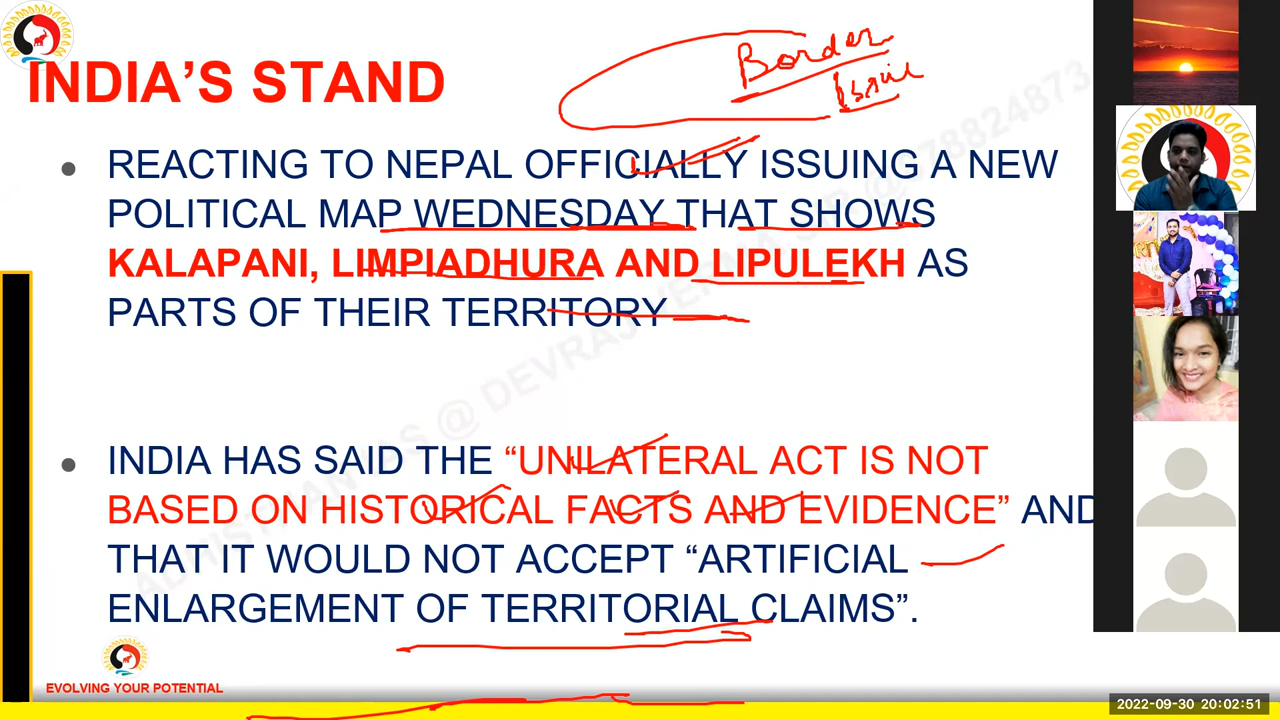 INDIA’S STAND
Border
Issue
● REACTING TO NEPAL OFFICIALLY ISSUING A NEW
POLITICAL MAP WEDNESDAY THAT SHOWS
KALAPANI, LIMPIADHURA AND LIPULEKH AS
PARTS OF THEIR TERRITORY
● INDIA HAS SAID THE “UNILATERAL ACT IS NOT
BASED ON HISTORICAL FACTS AND EVIDENCE” AND
THAT IT WOULD NOT ACCEPT “ARTIFICIAL
ENLARGEMENT OF TERRITORIAL CLAIMS”.
EVOLVING YOUR POTENTIAL
2022-09-30 20:02:51